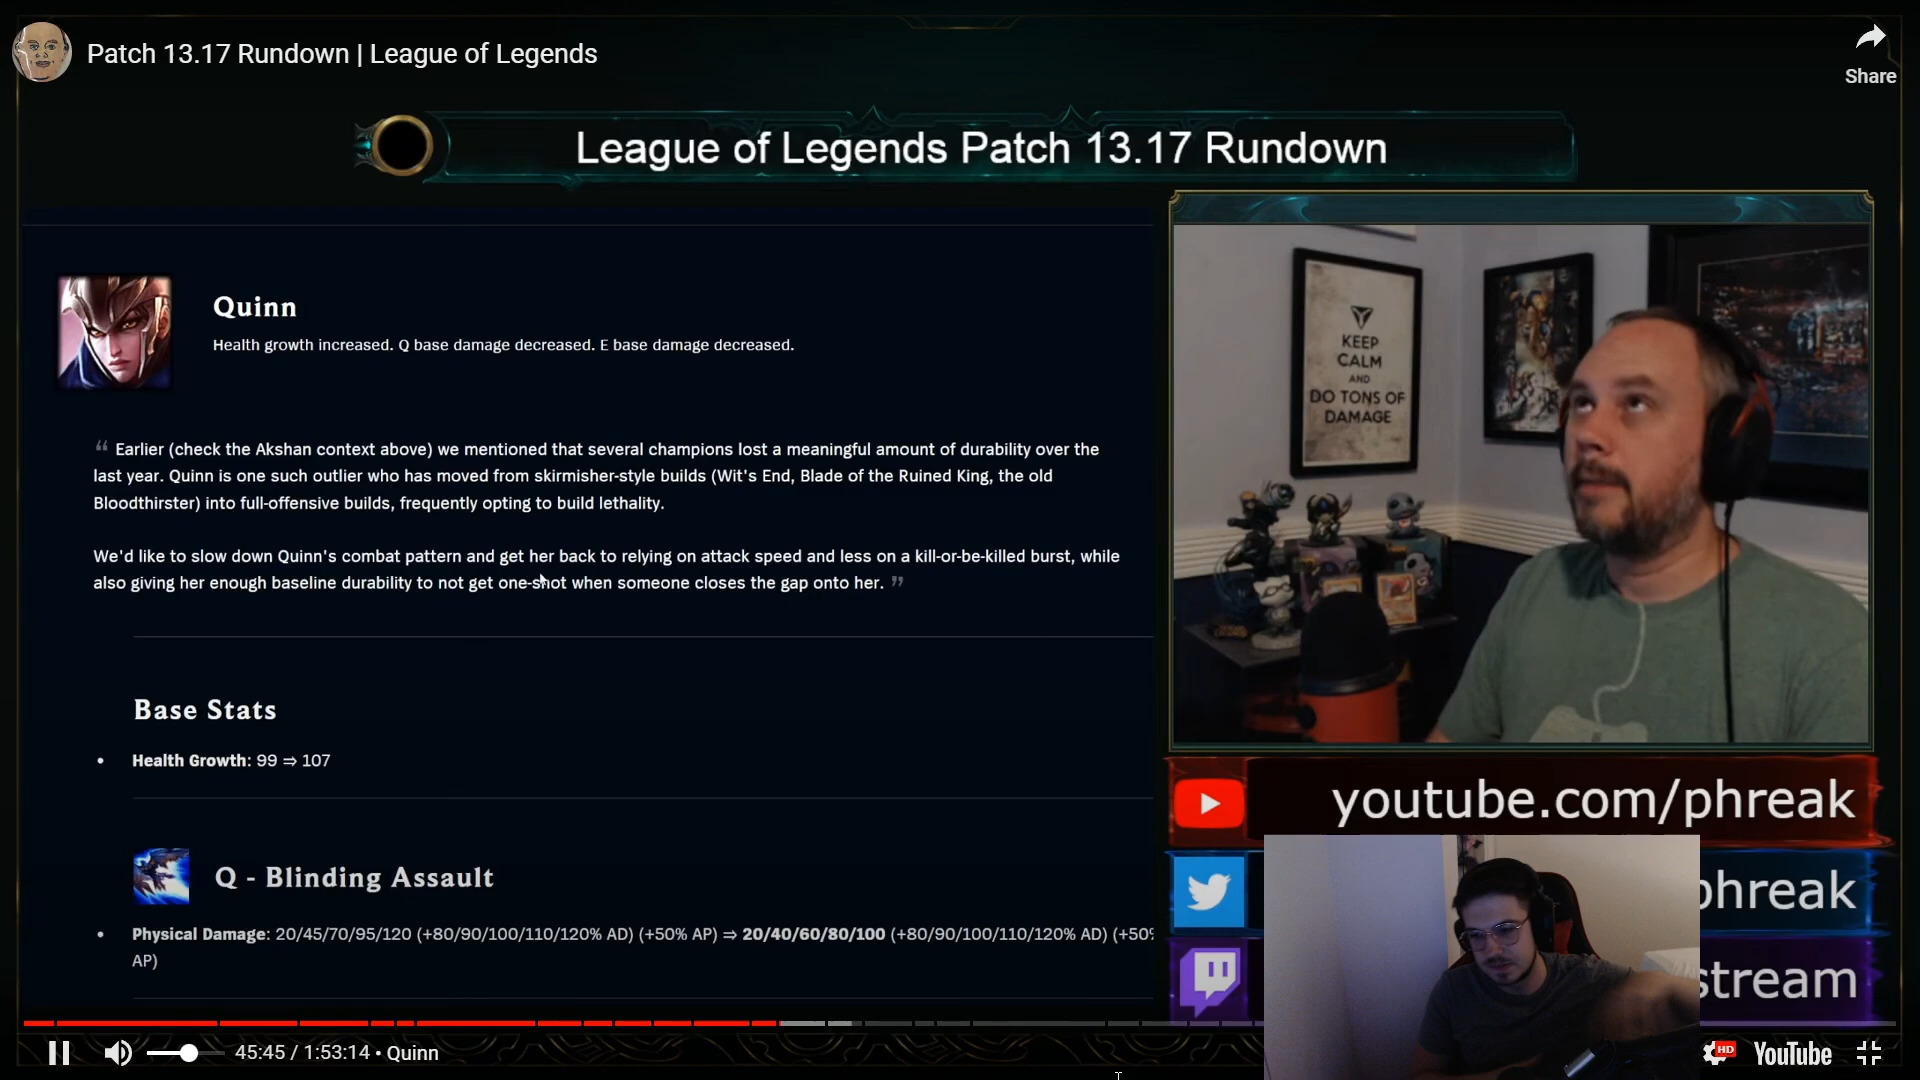 Patch 13.17 Rundown | League of Legends
Share
League of Legends Patch 13.17 Rundown
Quinn
Health growth increased. Q base damage decreased. E base damage decreased.
“ Earlier (check the Akshan context above) we mentioned that several champions lost a meaningful amount of durability over the
last year. Quinn is one such outlier who has moved from skirmisher-style builds (Wit's End, Blade of the Ruined King, the old
Bloodthirster) into full-offensive builds, frequently opting to build lethality.
We'd like to slow down Quinn's combat pattern and get her back to relying on attack speed and less on a kill-or-be-killed burst, while
also giving her enough baseline durability to not get one-shot when someone closes the gap onto her. ”
Base Stats
• Health Growth: 99 ⇒ 107
Q - Blinding Assault
• Physical Damage: 20/45/70/95/120 (+80/90/100/110/120% AD) (+50% AP) ⇒ 20/40/60/80/100 (+80/90/100/110/120% AD) (+50%
AP)
KEEP
CALM
AND
DO TONS OF
DAMAGE
youtube.com/phreak
phreak
stream
45:45 / 1:53:14 • Quinn
HD
YouTube